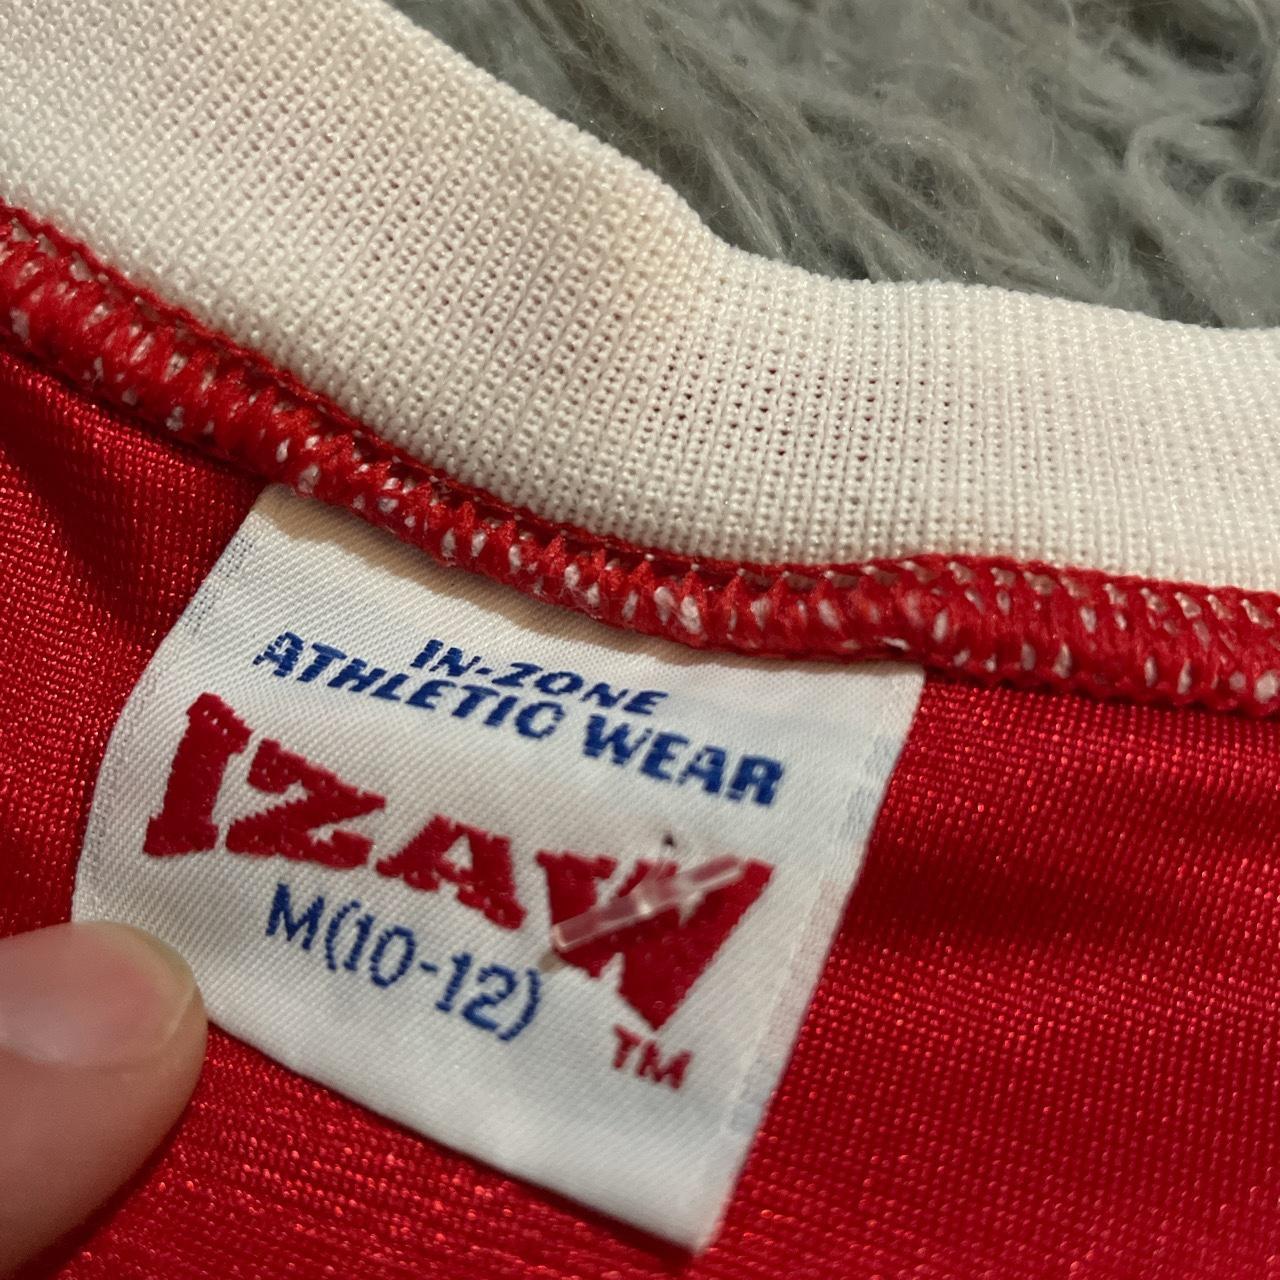 IN-ZONE
ATHLETIC WEAR
IZAW
M(10-12)
TM